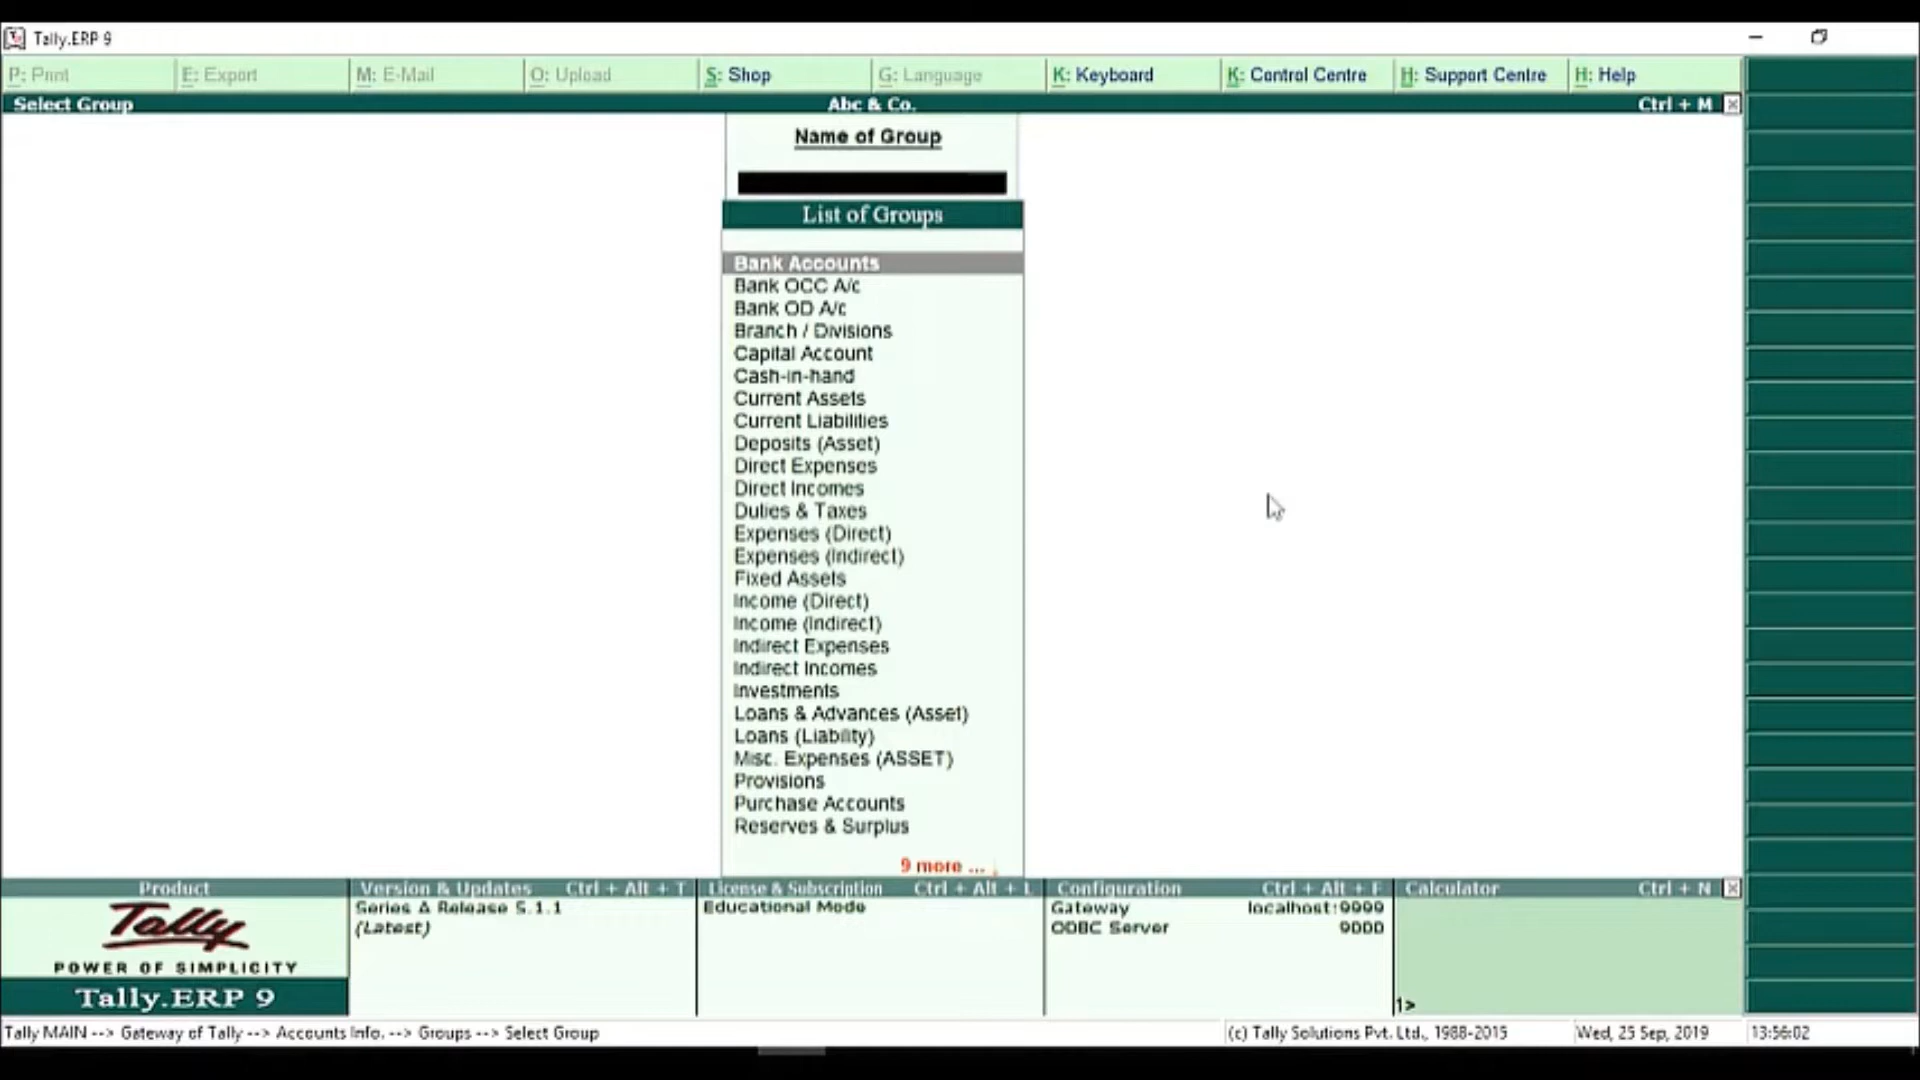 Tally.ERP 9
P: Print E: Export M: E-Mail O: Upload S: Shop G: Language K: Keyboard K: Control Centre H: Support Centre H: Help
Select Group Abc & Co. Ctrl + M
Name of Group
List of Groups
Bank Accounts
Bank OCC A/c
Bank OD A/c
Branch / Divisions
Capital Account
Cash-in-hand
Current Assets
Current Liabilities
Deposits (Asset)
Direct Expenses
Direct Incomes
Duties & Taxes
Expenses (Direct)
Expenses (Indirect)
Fixed Assets
Income (Direct)
Income (Indirect)
Indirect Expenses
Indirect Incomes
Investments
Loans & Advances (Asset)
Loans (Liability)
Misc. Expenses (ASSET)
Provisions
Purchase Accounts
Reserves & Surplus
9 more ... ↓
Product Version & Updates Ctrl + Alt + T License & Subscription Ctrl + Alt + L Configuration Ctrl + Alt + F Calculator Ctrl + N
Tally
POWER OF SIMPLICITY
Tally.ERP 9
Series A Release 5.1.1
(Latest)
Educational Mode
Gateway localhost:9999
ODBC Server 9000
1>
Tally MAIN --> Gateway of Tally --> Accounts Info. --> Groups --> Select Group (c) Tally Solutions Pvt. Ltd., 1988-2015 Wed, 25 Sep, 2019 13:56:02